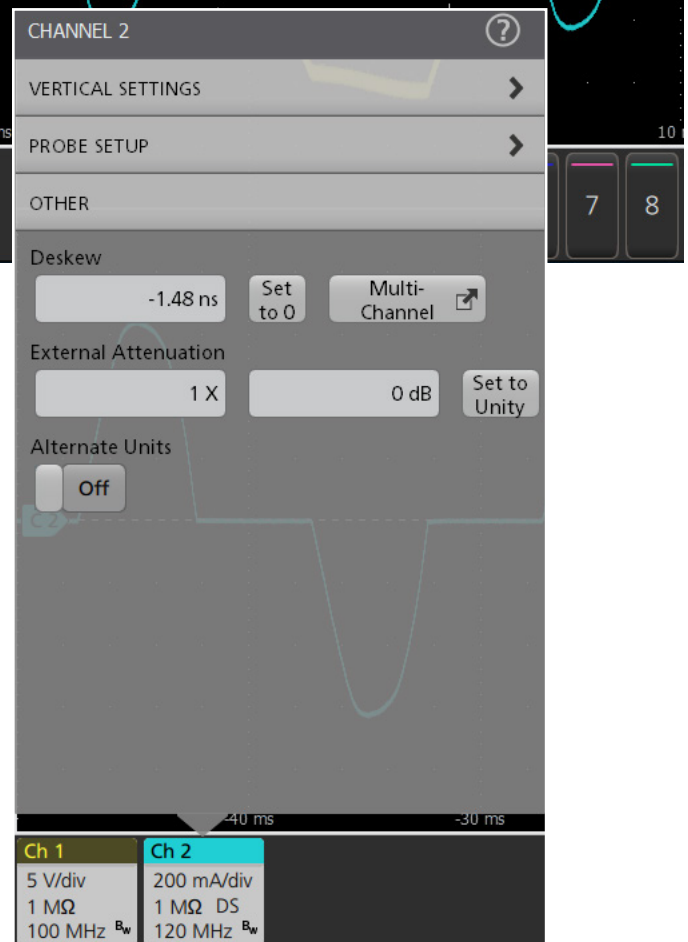 CHANNEL 2 ?
VERTICAL SETTINGS
PROBE SETUP
10
OTHER
7 8
Deskew
-1.48 ns Set to 0 Multi-Channel
External Attenuation
1 X 0 dB Set to Unity
Alternate Units
Off
C 2
-40 ms -30 ms
Ch 1 Ch 2
5 V/div 200 mA/div
1 MΩ 1 MΩ DS
100 MHz Bw 120 MHz Bw